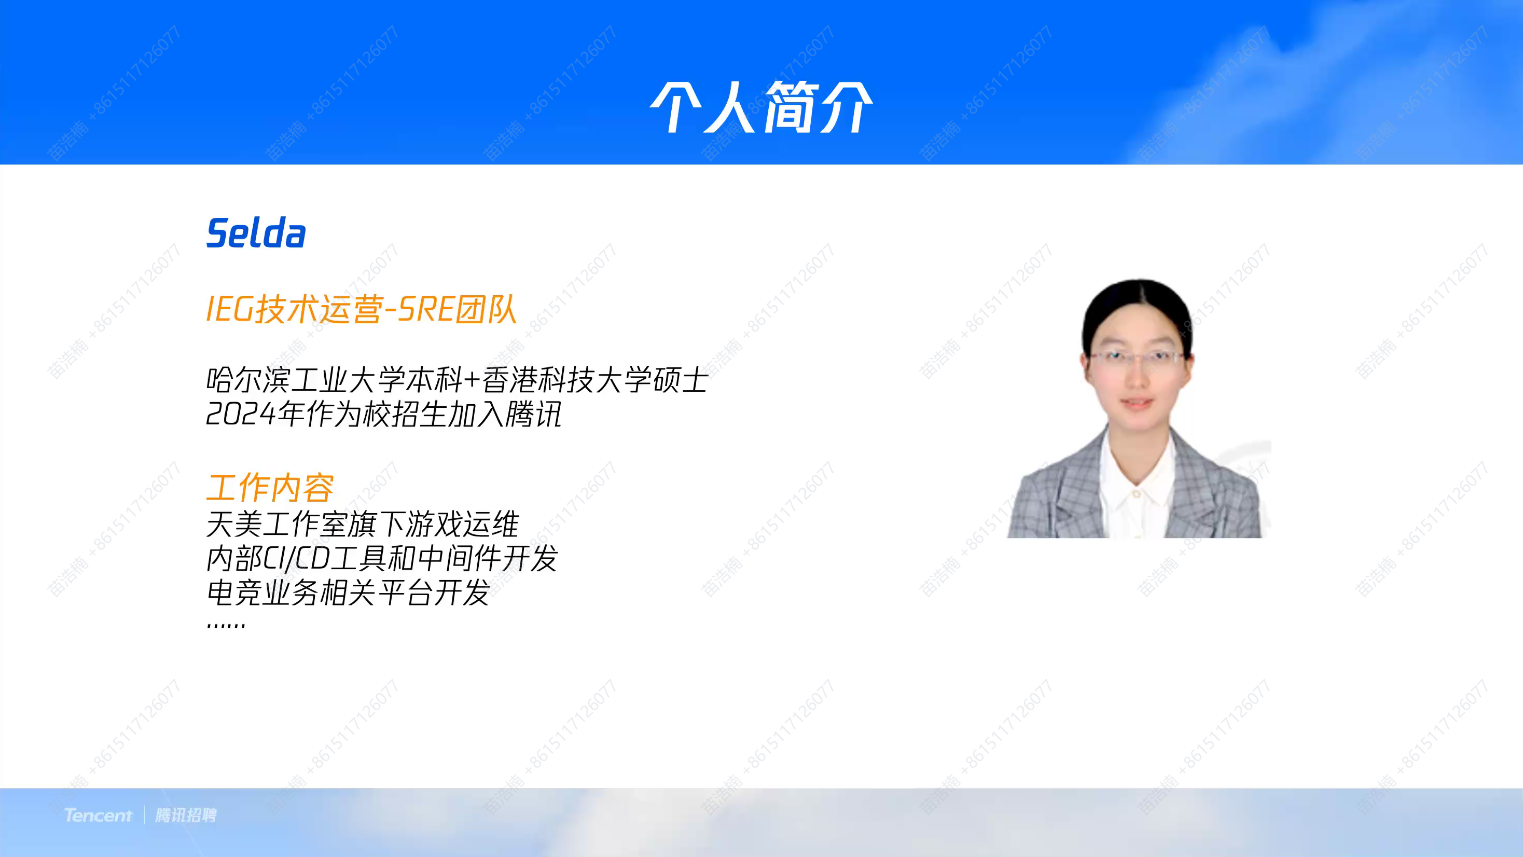 个人简介
Selda
IEG技术运营-SRE团队
哈尔滨工业大学本科+香港科技大学硕士
2024年作为校招生加入腾讯
工作内容
天美工作室旗下游戏运维
内部CI/CD工具和中间件开发
电竞业务相关平台开发
......
Tencent | 腾讯招聘
苗浩楠 +8615117126077